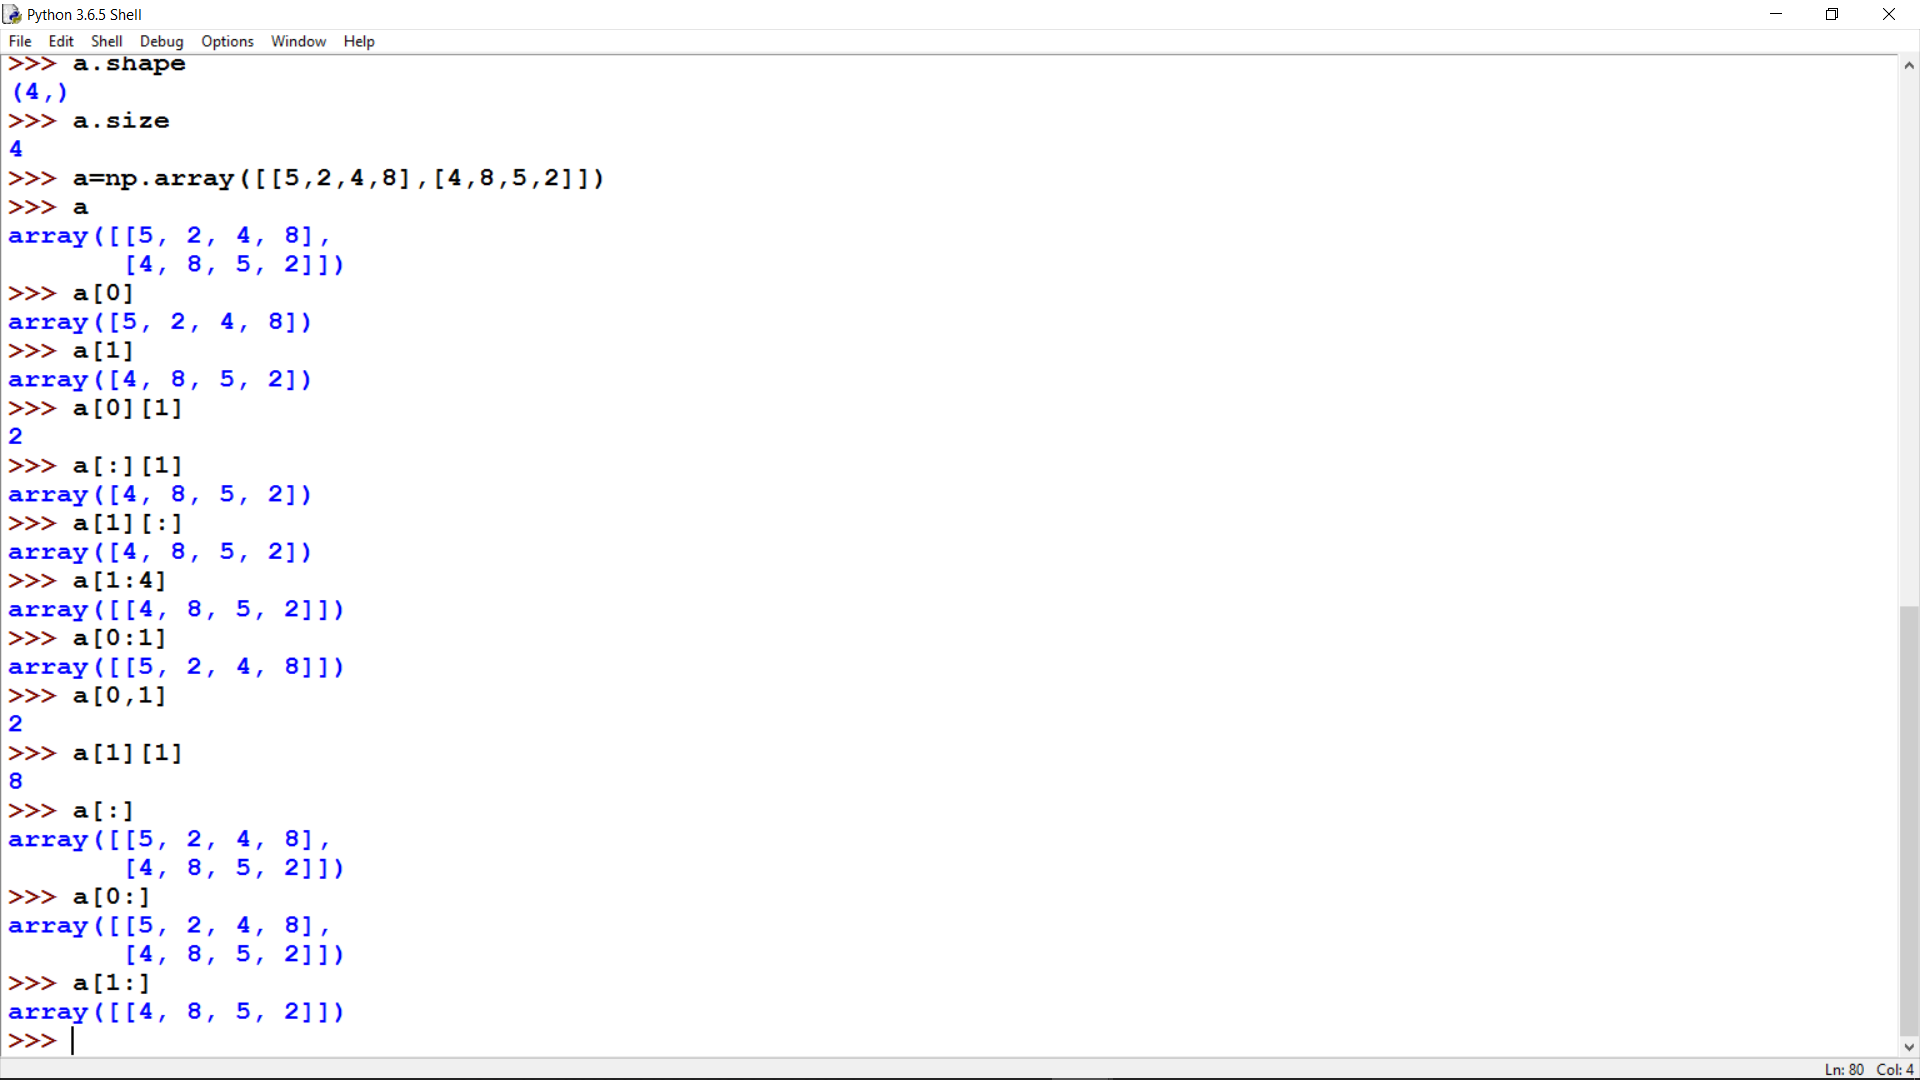 Python 3.6.5 Shell
File Edit Shell Debug Options Window Help
>>> a.shape
(4,)
>>> a.size
4
>>> a=np.array([[5,2,4,8],[4,8,5,2]])
>>> a
array([[5, 2, 4, 8],
       [4, 8, 5, 2]])
>>> a[0]
array([5, 2, 4, 8])
>>> a[1]
array([4, 8, 5, 2])
>>> a[0][1]
2
>>> a[:][1]
array([4, 8, 5, 2])
>>> a[1][:]
array([4, 8, 5, 2])
>>> a[1:4]
array([[4, 8, 5, 2]])
>>> a[0:1]
array([[5, 2, 4, 8]])
>>> a[0,1]
2
>>> a[1][1]
8
>>> a[:]
array([[5, 2, 4, 8],
       [4, 8, 5, 2]])
>>> a[0:]
array([[5, 2, 4, 8],
       [4, 8, 5, 2]])
>>> a[1:]
array([[4, 8, 5, 2]])
>>>
Ln: 80 Col: 4